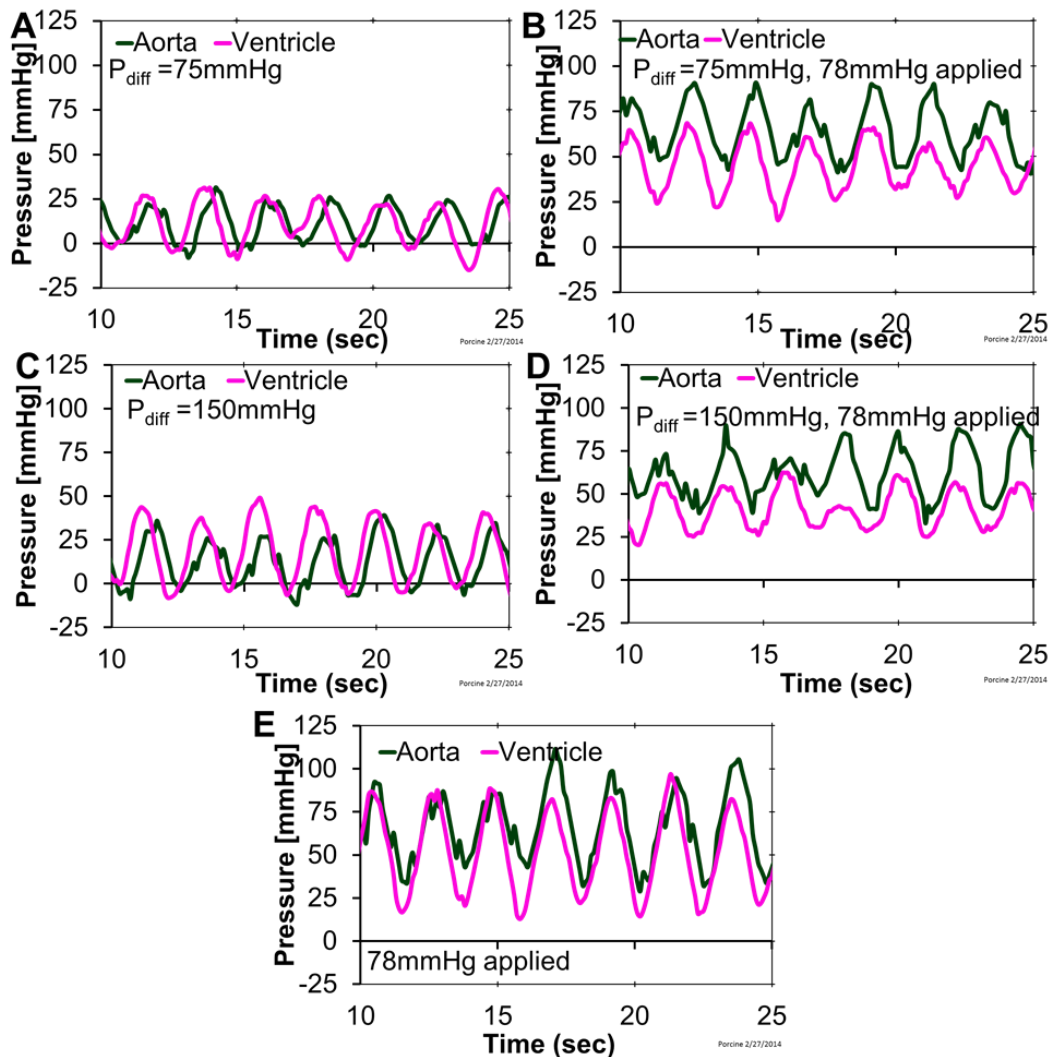 A
Pressure [mmHg]
125
100
75
50
25
0
-25
Aorta Ventricle
P_diff =75mmHg
10 15 20 25
Time (sec)
Porcine 2/27/2014
B
Pressure [mmHg]
125
100
75
50
25
0
-25
Aorta Ventricle
P_diff =75mmHg, 78mmHg applied
10 15 20 25
Time (sec)
Porcine 2/27/2014
C
Pressure [mmHg]
125
100
75
50
25
0
-25
Aorta Ventricle
P_diff =150mmHg
10 15 20 25
Time (sec)
Porcine 2/27/2014
D
Pressure [mmHg]
125
100
75
50
25
0
-25
Aorta Ventricle
P_diff =150mmHg, 78mmHg applied
10 15 20 25
Time (sec)
Porcine 2/27/2014
E
Pressure [mmHg]
125
100
75
50
25
0
-25
Aorta Ventricle
78mmHg applied
10 15 20 25
Time (sec)
Porcine 2/27/2014